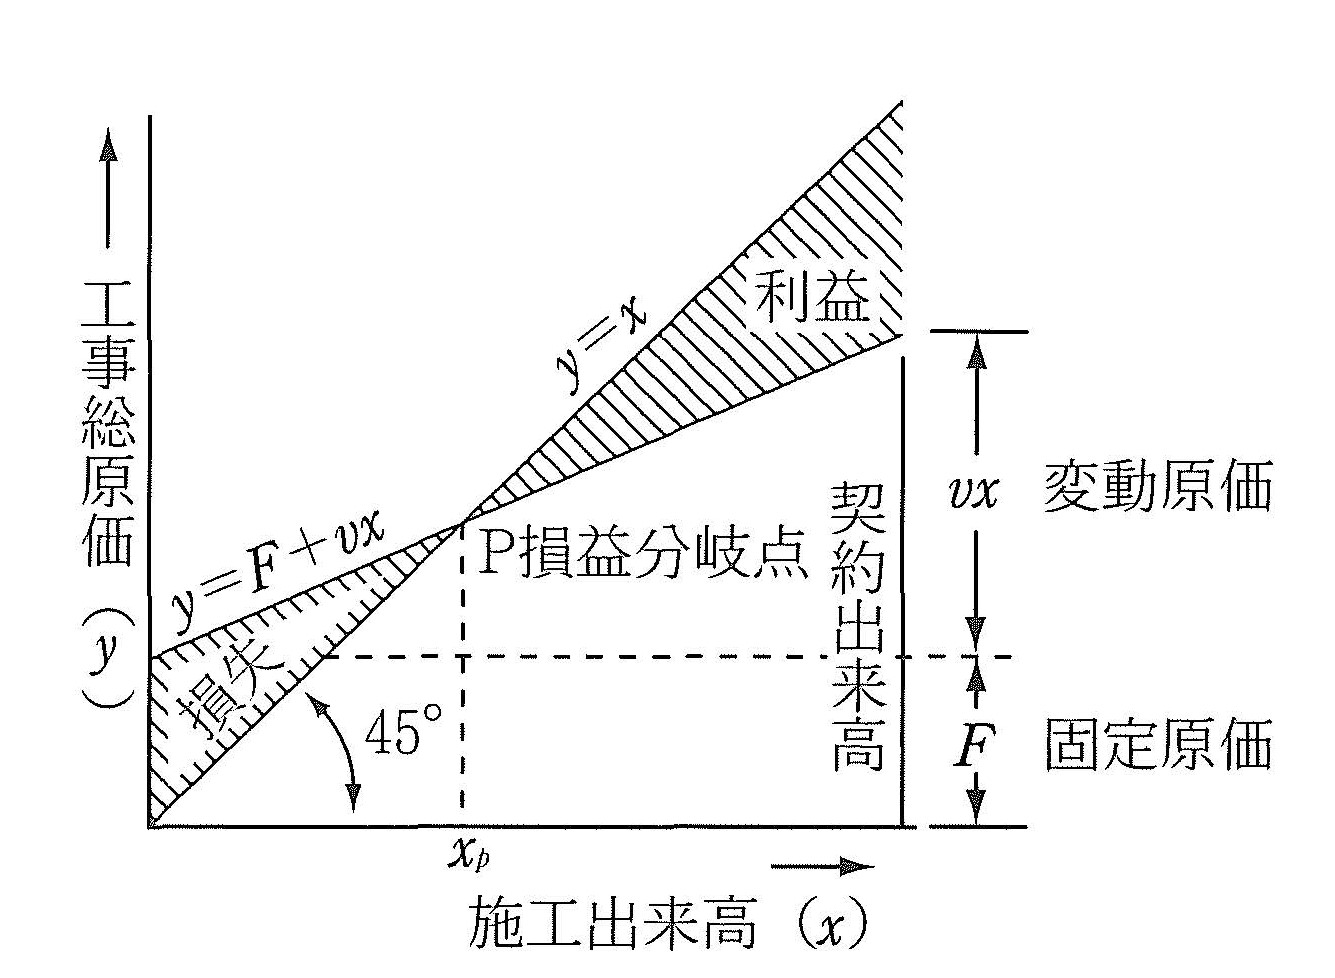 利益
y=x
工事総原価(y)
y=F+vx
P損益分岐点
契約出来高
vx 変動原価
損失
45°
F 固定原価
xp
施工出来高(x)